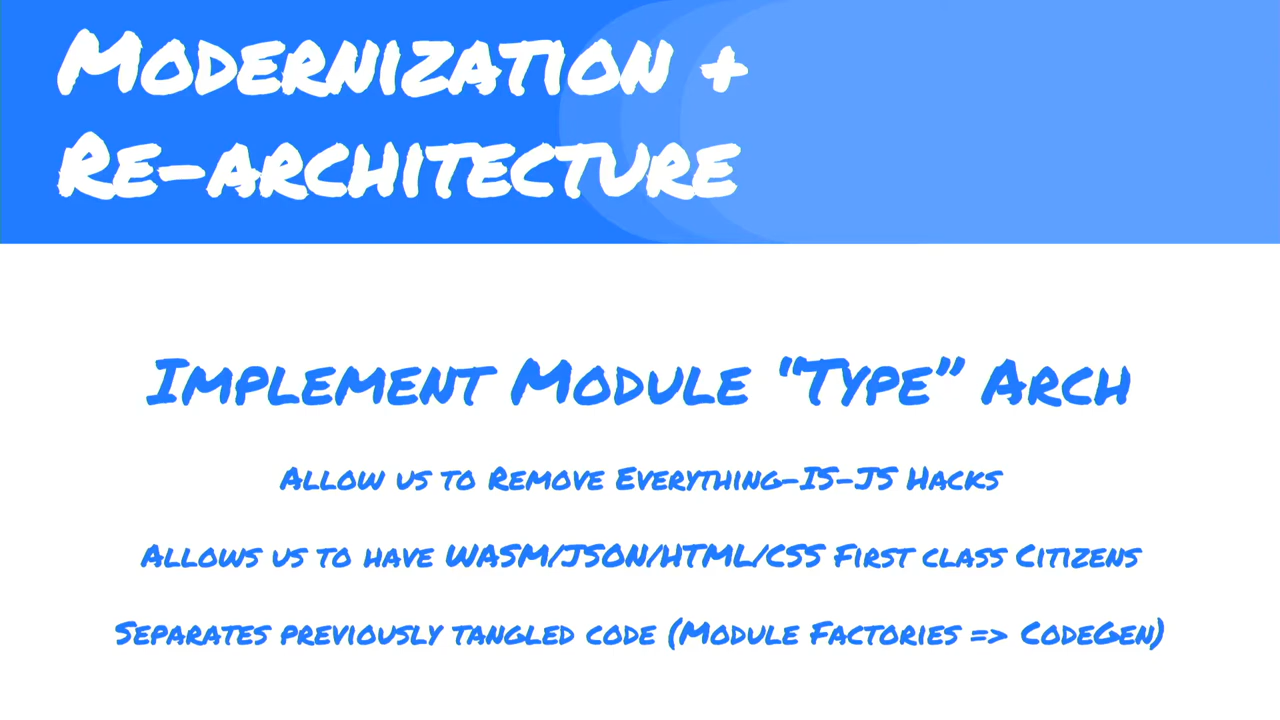 Modernization +
Re-architecture
Implement Module “Type” Arch
Allow us to Remove Everything-IS-JS Hacks
Allows us to have WASM/JSON/HTML/CSS First class Citizens
Separates previously tangled code (Module Factories => CodeGen)